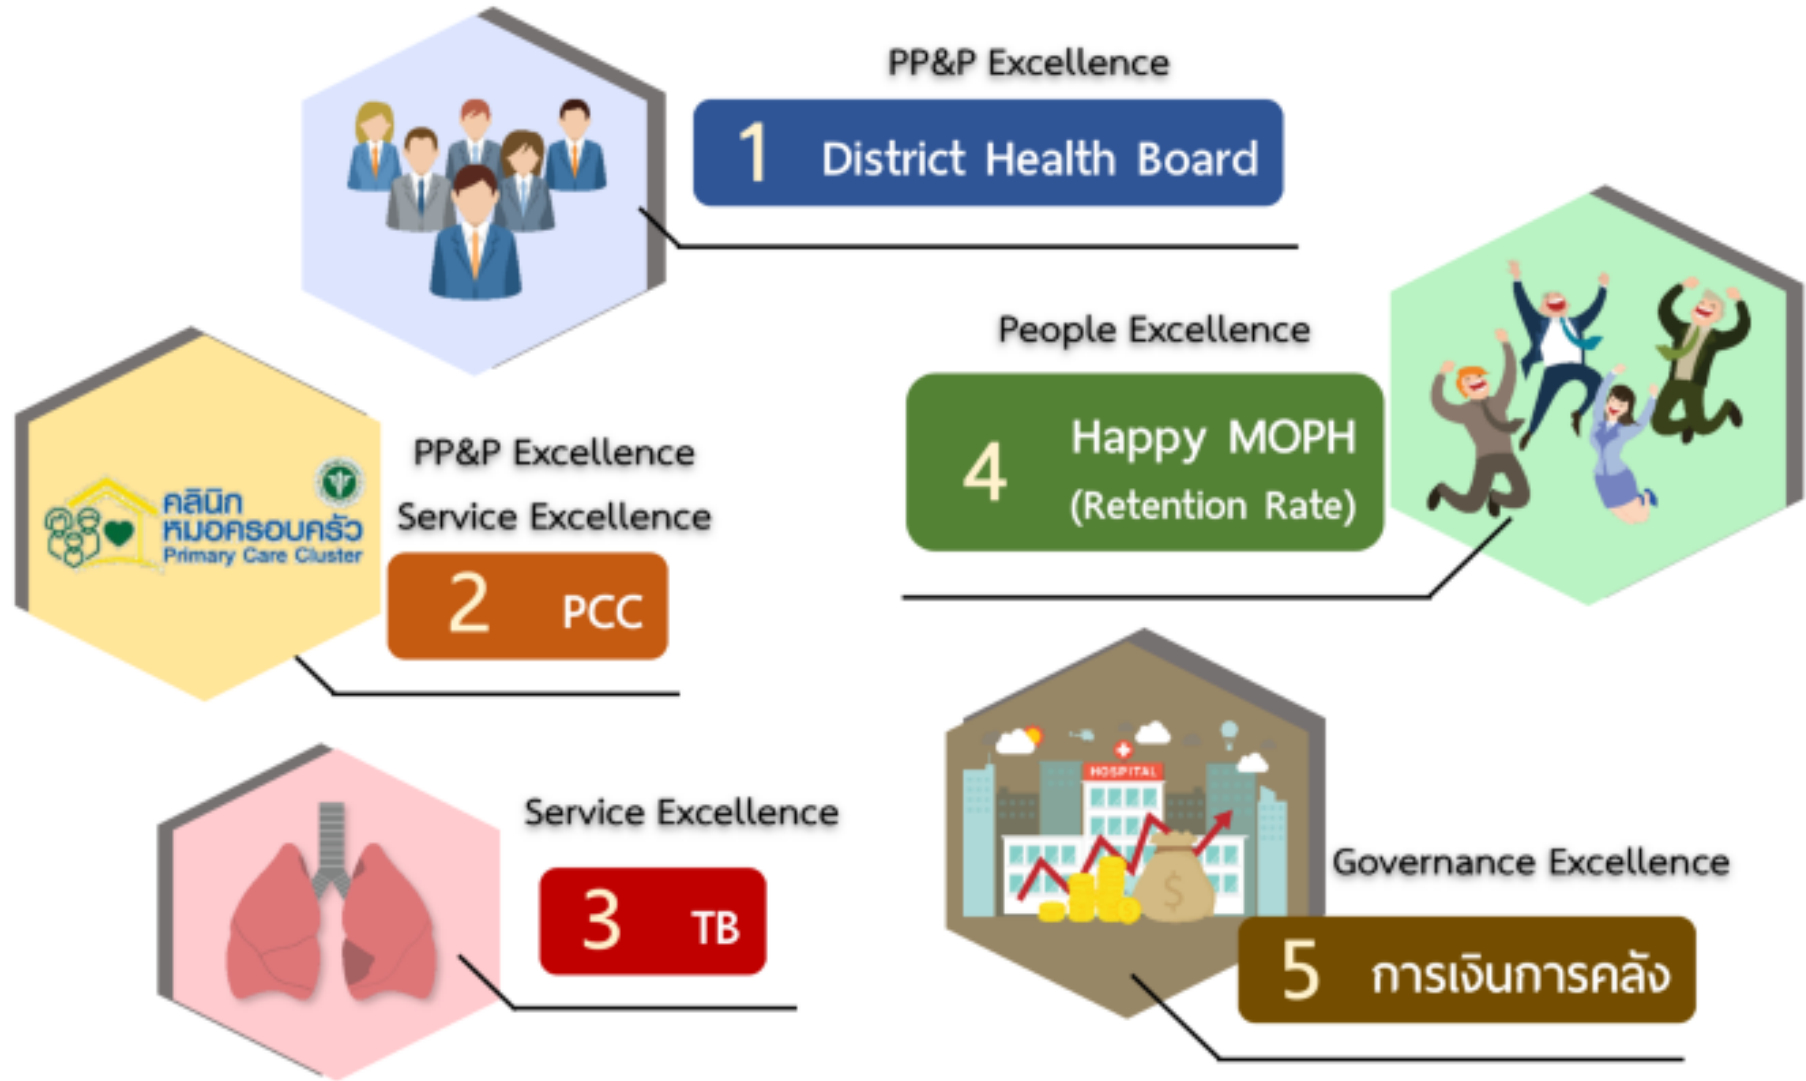 PP&P Excellence
1 District Health Board
PP&P Excellence
Service Excellence
2 PCC
คลินิก
หมอครอบครัว
Primary Care Cluster
Service Excellence
3 TB
People Excellence
4 Happy MOPH
(Retention Rate)
HOSPITAL
Governance Excellence
5 การเงินการคลัง